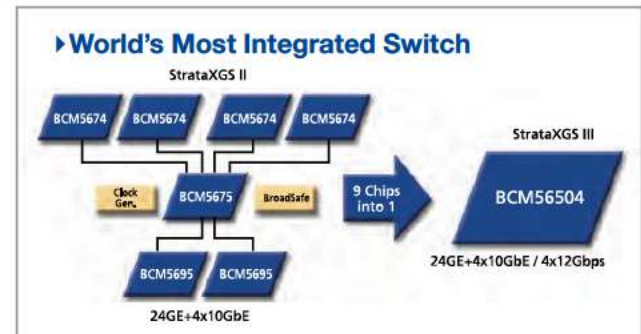 ▸World's Most Integrated Switch
StrataXGS II
BCM5674
BCM5674
BCM5674
BCM5674
Clock
Gen.
BCM5675
BroadSafe
BCM5695
BCM5695
24GE+4x10GbE
9 Chips
into 1
StrataXGS III
BCM56504
24GE+4x10GbE / 4x12Gbps